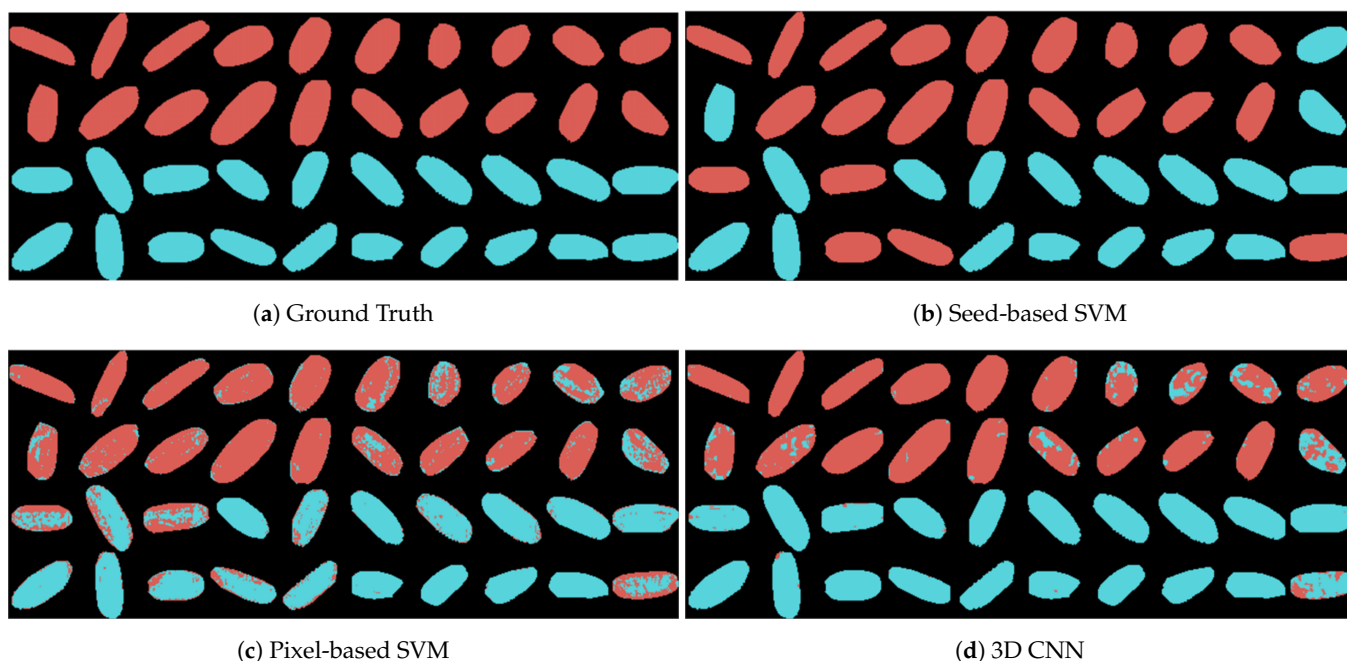 (a) Ground Truth
(b) Seed-based SVM
(c) Pixel-based SVM
(d) 3D CNN